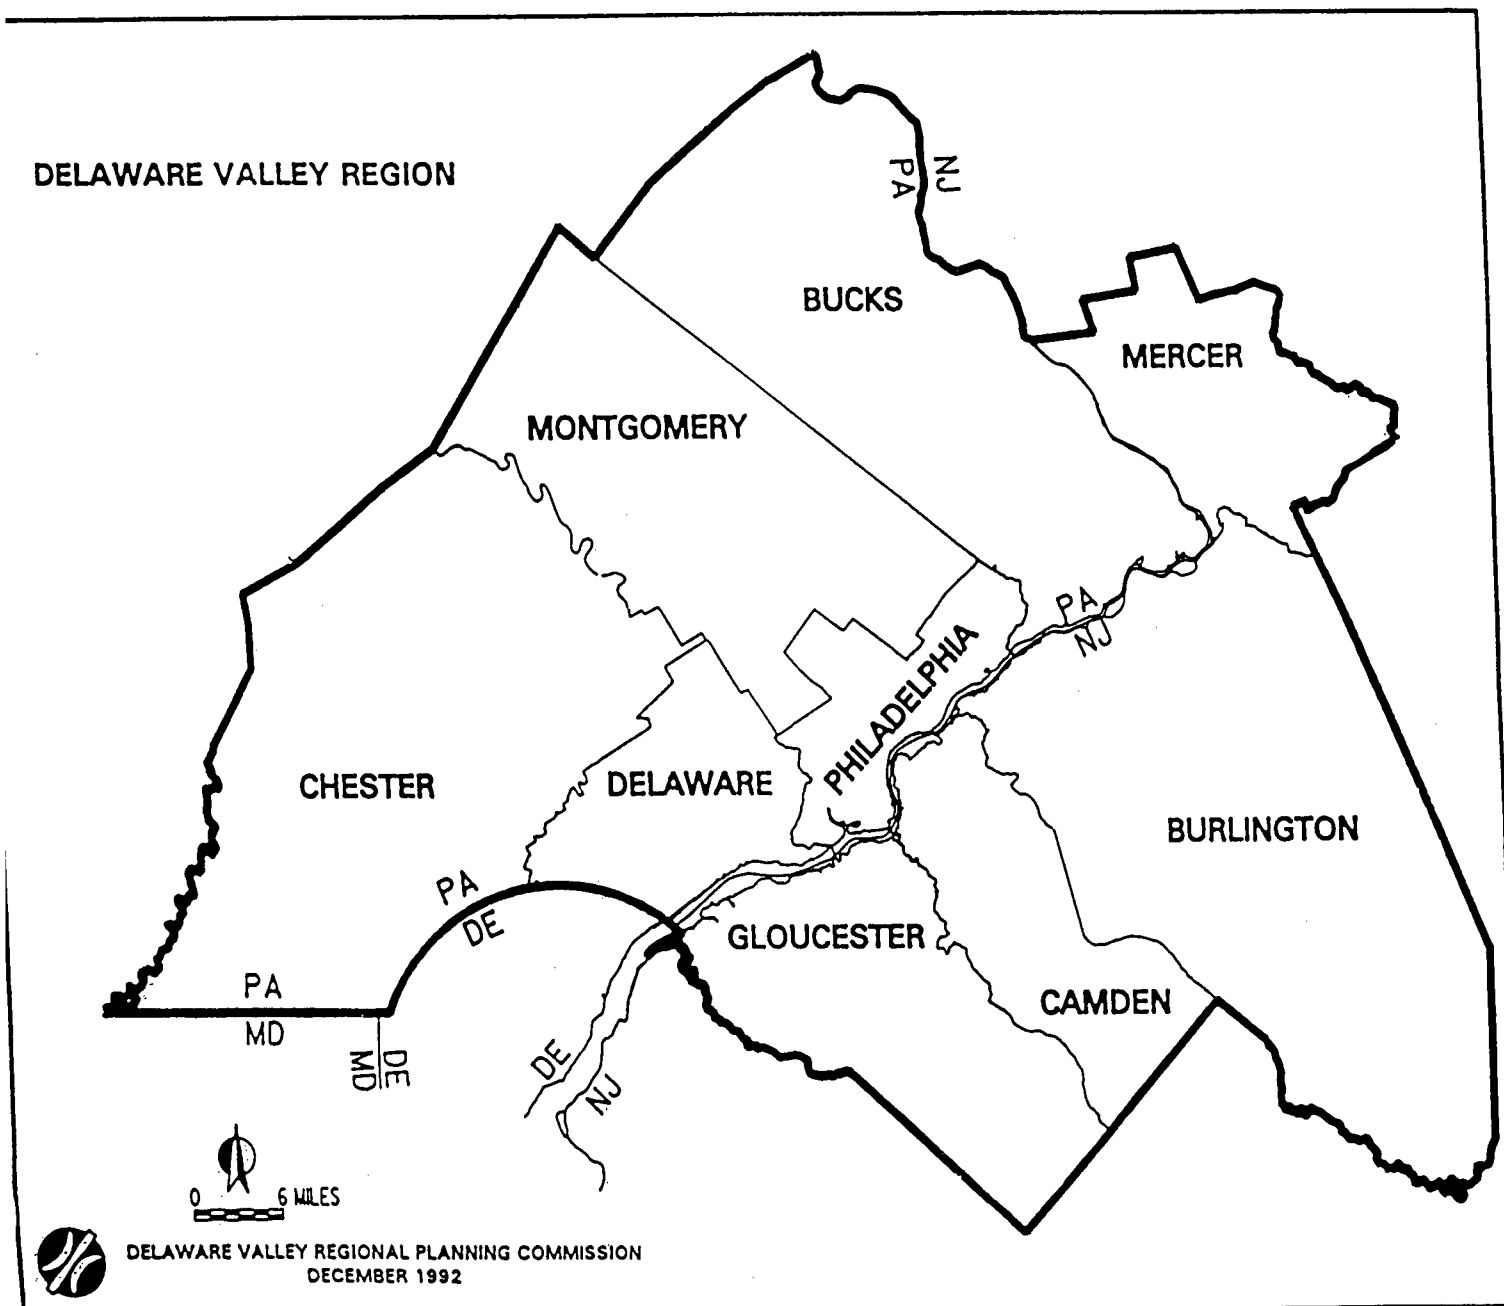 DELAWARE VALLEY REGION
NJ
PA
BUCKS
MERCER
MONTGOMERY
PA
NJ
PHILADELPHIA
CHESTER
DELAWARE
BURLINGTON
PA
DE
GLOUCESTER
PA
MD
CAMDEN
DE
MD
DE
NJ
0 6 MILES
DELAWARE VALLEY REGIONAL PLANNING COMMISSION
DECEMBER 1992